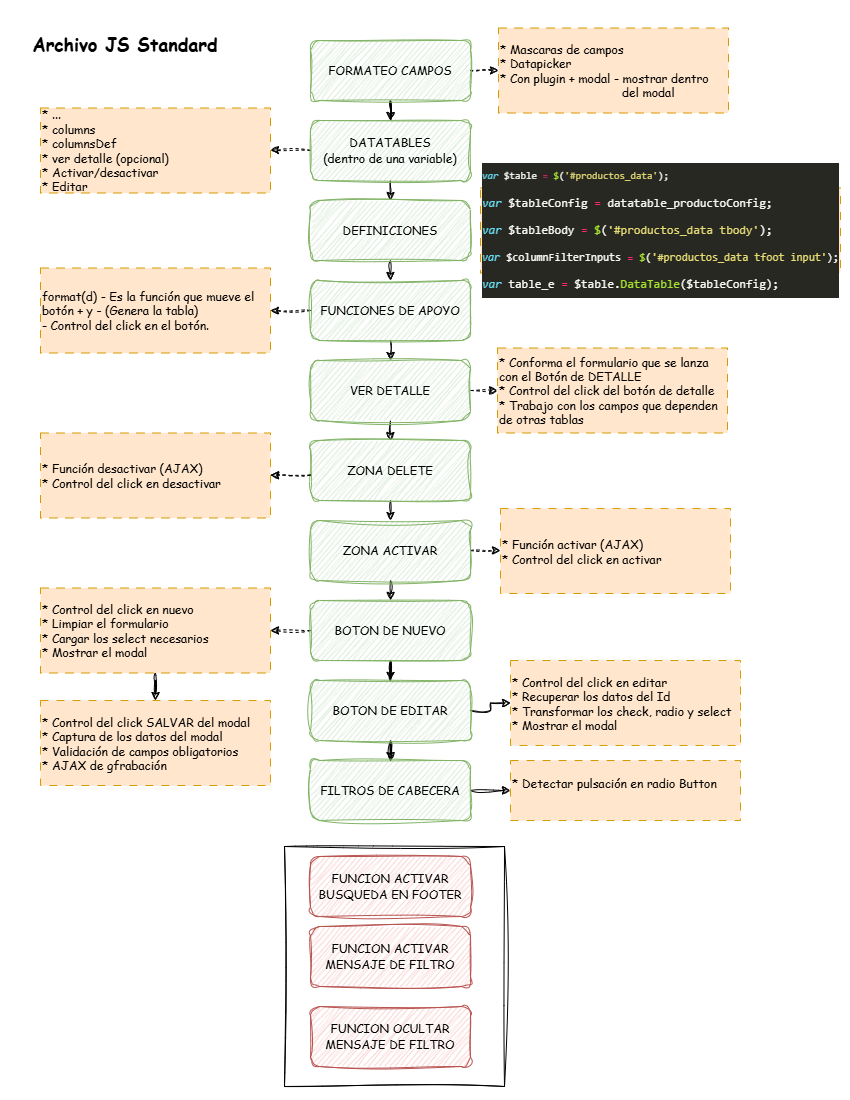 Archivo JS Standard
FORMATEO CAMPOS
* Mascaras de campos
* Datapicker
* Con plugin + modal - mostrar dentro
del modal
* ...
* columns
* columnsDef
* ver detalle (opcional)
* Activar/desactivar
* Editar
DATATABLES
(dentro de una variable)
DEFINICIONES
var $table = $('#productos_data');
var $tableConfig = datatable_productoConfig;
var $tableBody = $('#productos_data tbody');
var $columnFilterInputs = $('#productos_data tfoot input');
var table_e = $table.DataTable($tableConfig);
format(d) - Es la función que mueve el
botón + y - (Genera la tabla)
- Control del click en el botón.
FUNCIONES DE APOYO
VER DETALLE
* Conforma el formulario que se lanza
con el Botón de DETALLE
* Control del click del botón de detalle
* Trabajo con los campos que dependen
de otras tablas
* Función desactivar (AJAX)
* Control del click en desactivar
ZONA DELETE
ZONA ACTIVAR
* Función activar (AJAX)
* Control del click en activar
* Control del click en nuevo
* Limpiar el formulario
* Cargar los select necesarios
* Mostrar el modal
BOTON DE NUEVO
* Control del click SALVAR del modal
* Captura de los datos del modal
* Validación de campos obligatorios
* AJAX de gfrabación
BOTON DE EDITAR
* Control del click en editar
* Recuperar los datos del Id
* Transformar los check, radio y select
* Mostrar el modal
FILTROS DE CABECERA
* Detectar pulsación en radio Button
FUNCION ACTIVAR
BUSQUEDA EN FOOTER
FUNCION ACTIVAR
MENSAJE DE FILTRO
FUNCION OCULTAR
MENSAJE DE FILTRO